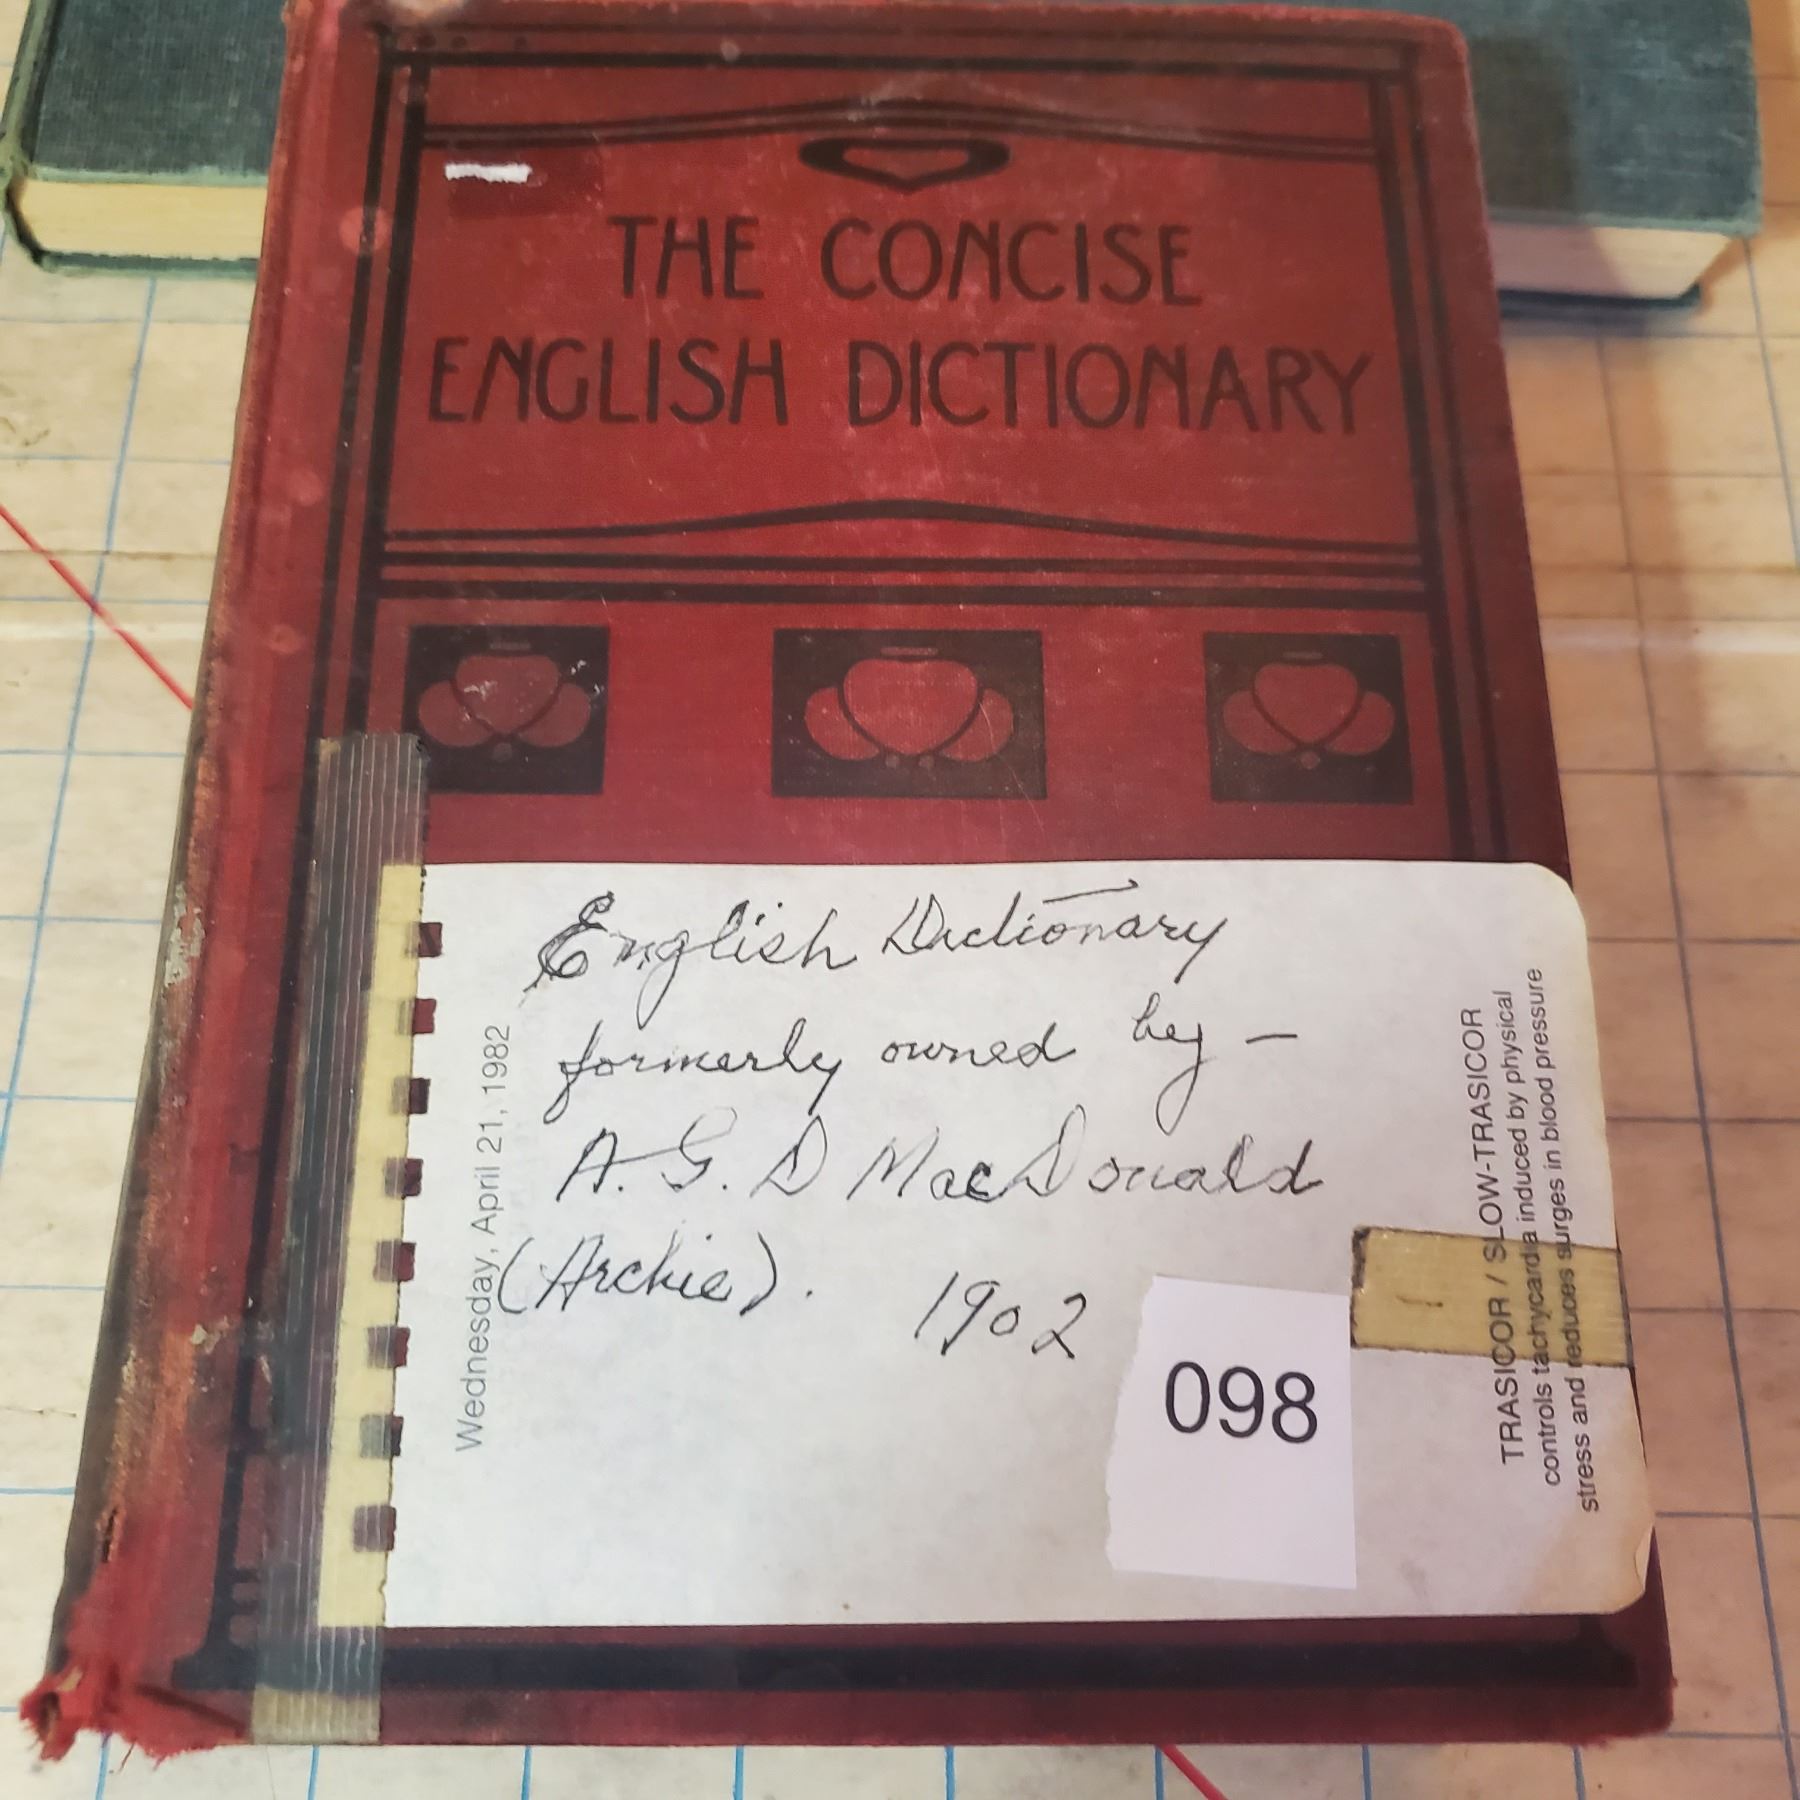 THE CONCISE
ENGLISH DICTIONARY
English Dictionary
formerly owned by –
A. G. D MacDonald
(Archie). 1902
098
Wednesday, April 21, 1982
TRASICOR / SLOW-TRASICOR
controls tachycardia induced by physical
stress and reduces surges in blood pressure